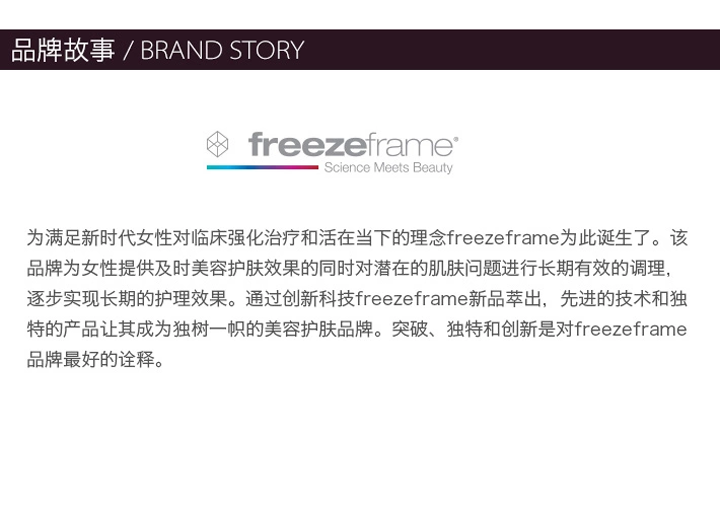 品牌故事 / BRAND STORY
freezeframe®
Science Meets Beauty
为满足新时代女性对临床强化治疗和活在当下的理念freezeframe为此诞生了。该
品牌为女性提供及时美容护肤效果的同时对潜在的肌肤问题进行长期有效的调理，
逐步实现长期的护理效果。通过创新科技freezeframe新品萃出，先进的技术和独
特的产品让其成为独树一帜的美容护肤品牌。突破、独特和创新是对freezeframe
品牌最好的诠释。